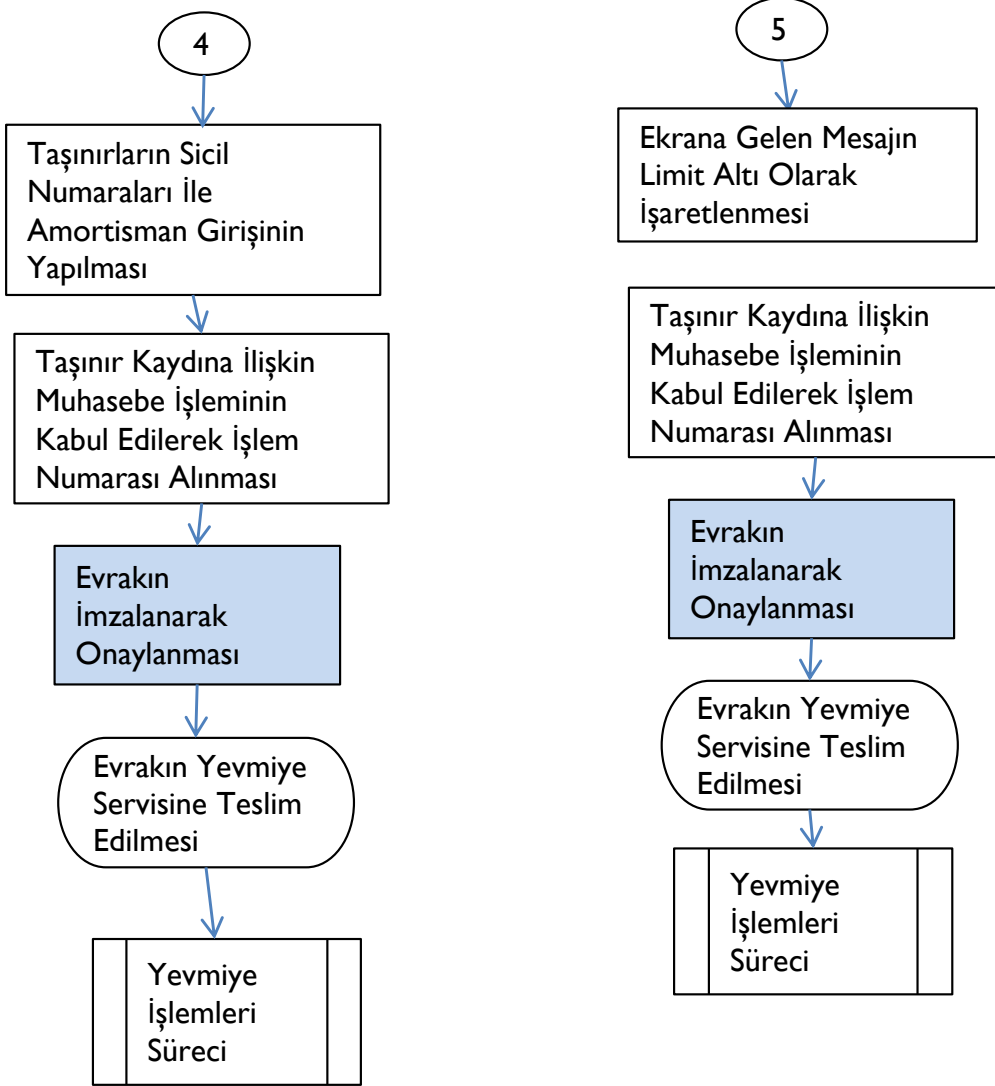 4
Taşınırların Sicil
Numaraları İle
Amortisman Girişinin
Yapılması
Taşınır Kaydına İlişkin
Muhasebe İşleminin
Kabul Edilerek İşlem
Numarası Alınması
Evrakın
İmzalanarak
Onaylanması
Evrakın Yevmiye
Servisine Teslim
Edilmesi
Yevmiye
İşlemleri
Süreci
5
Ekrana Gelen Mesajın
Limit Altı Olarak
İşaretlenmesi
Taşınır Kaydına İlişkin
Muhasebe İşleminin
Kabul Edilerek İşlem
Numarası Alınması
Evrakın
İmzalanarak
Onaylanması
Evrakın Yevmiye
Servisine Teslim
Edilmesi
Yevmiye
İşlemleri
Süreci